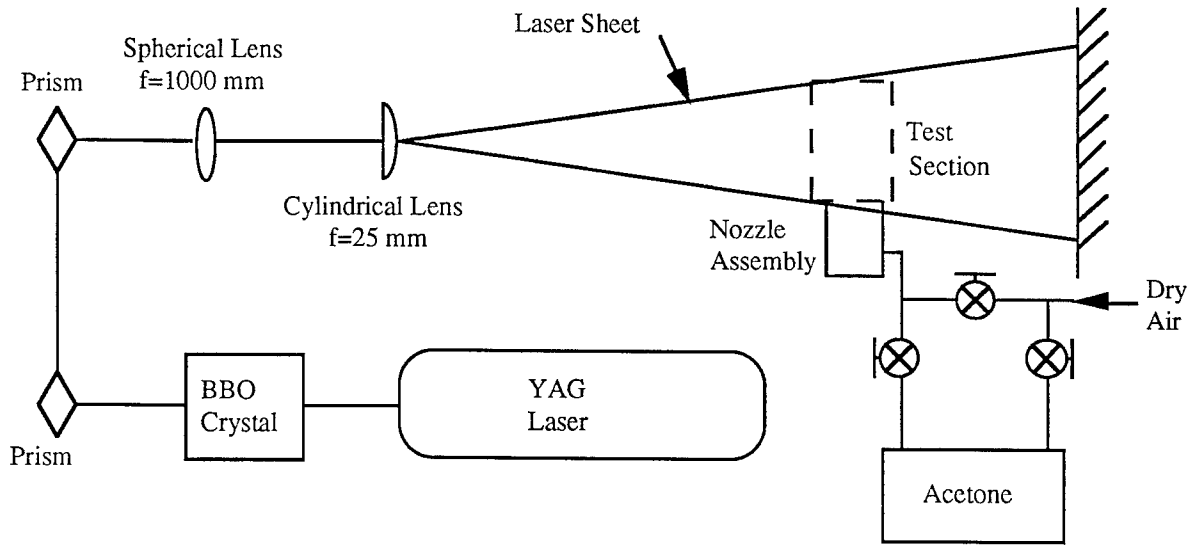 Laser Sheet
Spherical Lens
f=1000 mm
Prism
Test
Section
Cylindrical Lens
f=25 mm
Nozzle
Assembly
Dry
Air
BBO
Crystal
YAG
Laser
Prism
Acetone